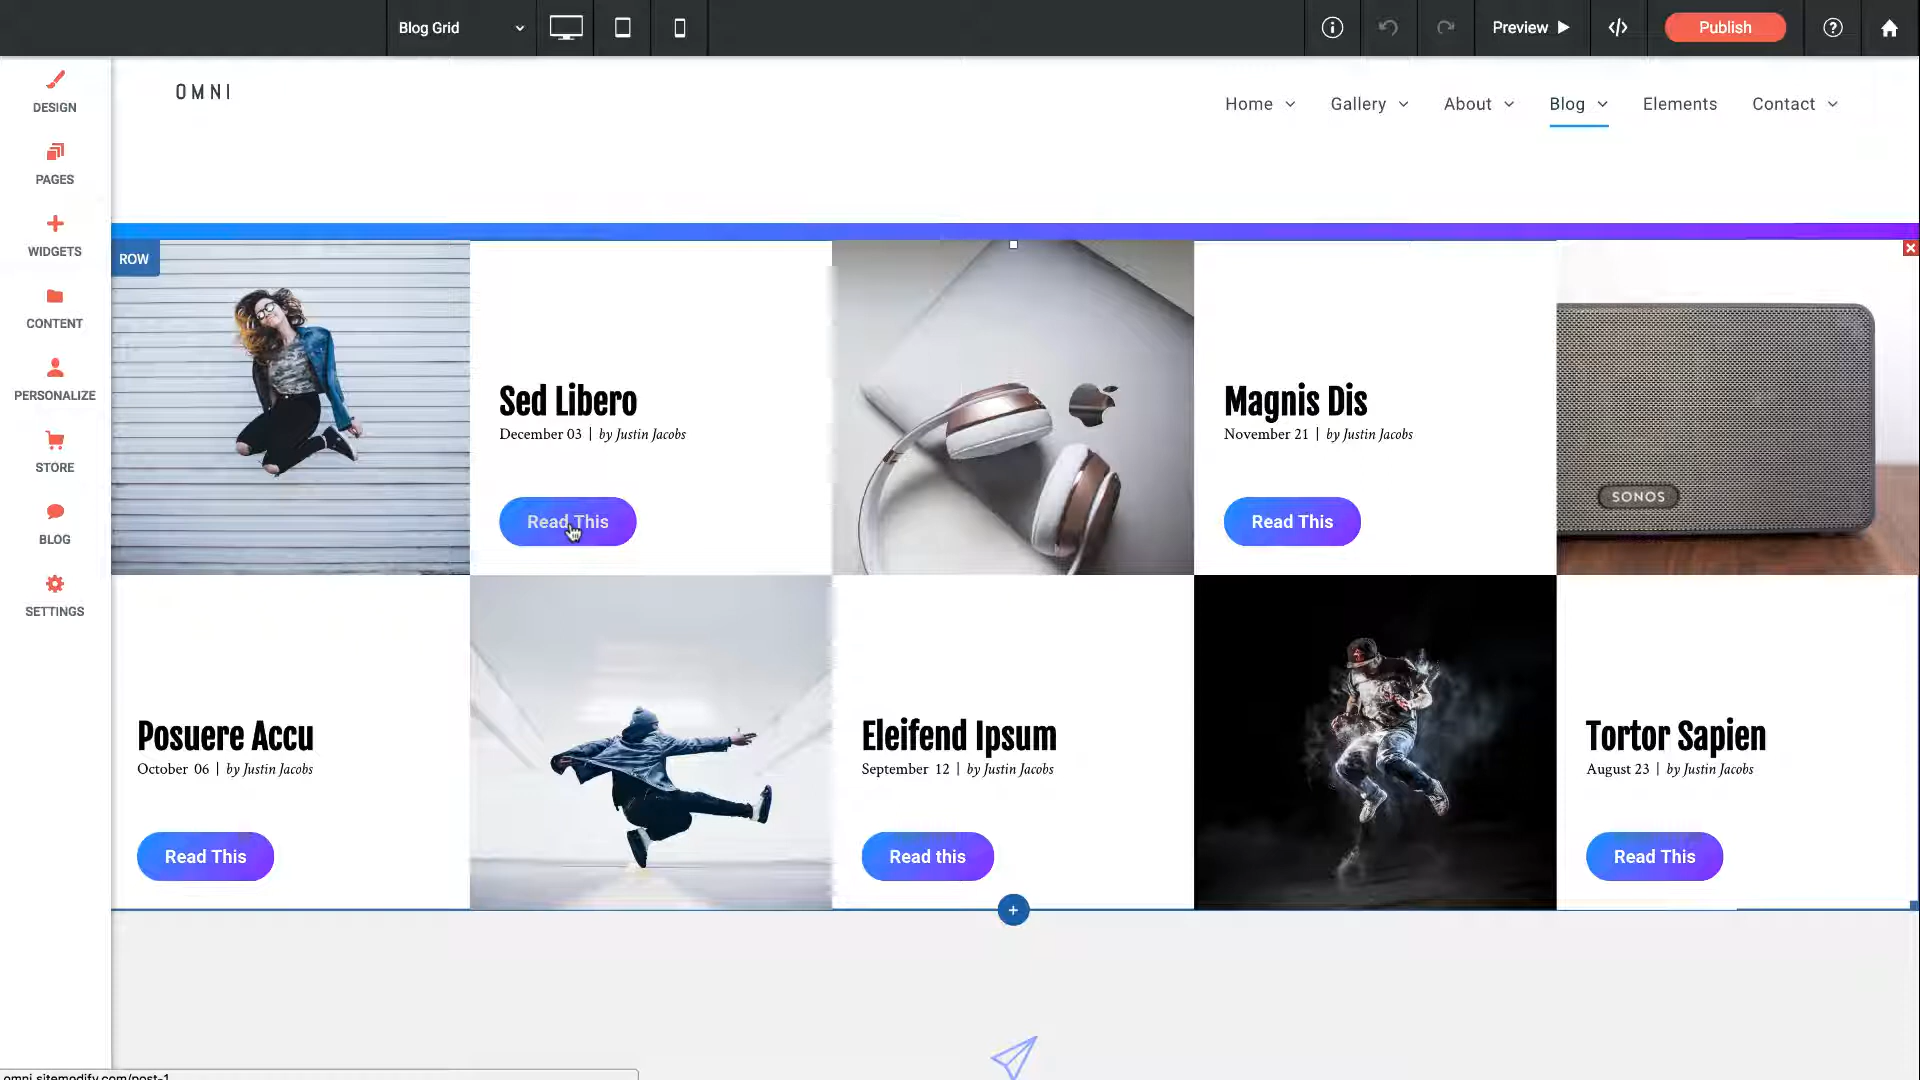 Blog Grid
Preview
Publish
DESIGN
PAGES
WIDGETS
CONTENT
PERSONALIZE
STORE
BLOG
SETTINGS
OMNI
Home
Gallery
About
Blog
Elements
Contact
ROW
Sed Libero
December 03 | by Justin Jacobs
Read This
Magnis Dis
November 21 | by Justin Jacobs
Read This
SONOS
Posuere Accu
October 06 | by Justin Jacobs
Read This
Eleifend Ipsum
September 12 | by Justin Jacobs
Read this
Tortor Sapien
August 23 | by Justin Jacobs
Read This
omni.sitemodify.com/post-1